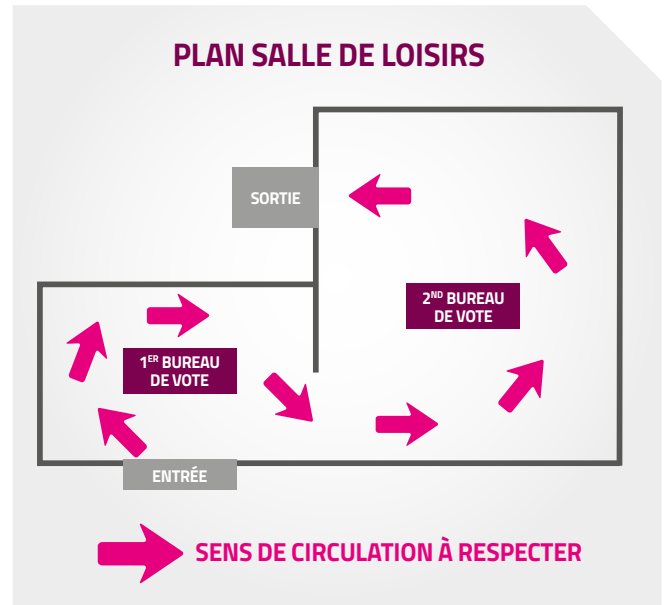 PLAN SALLE DE LOISIRS
SORTIE
2ND BUREAU
DE VOTE
1ER BUREAU
DE VOTE
ENTRÉE
SENS DE CIRCULATION À RESPECTER